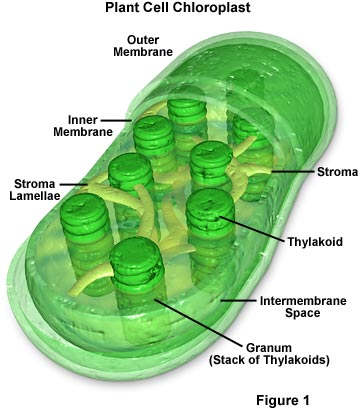 Plant Cell Chloroplast
Outer
Membrane
Inner
Membrane
Stroma
Stroma
Lamellae
Thylakoid
Intermembrane
Space
Granum
(Stack of Thylakoids)
Figure 1